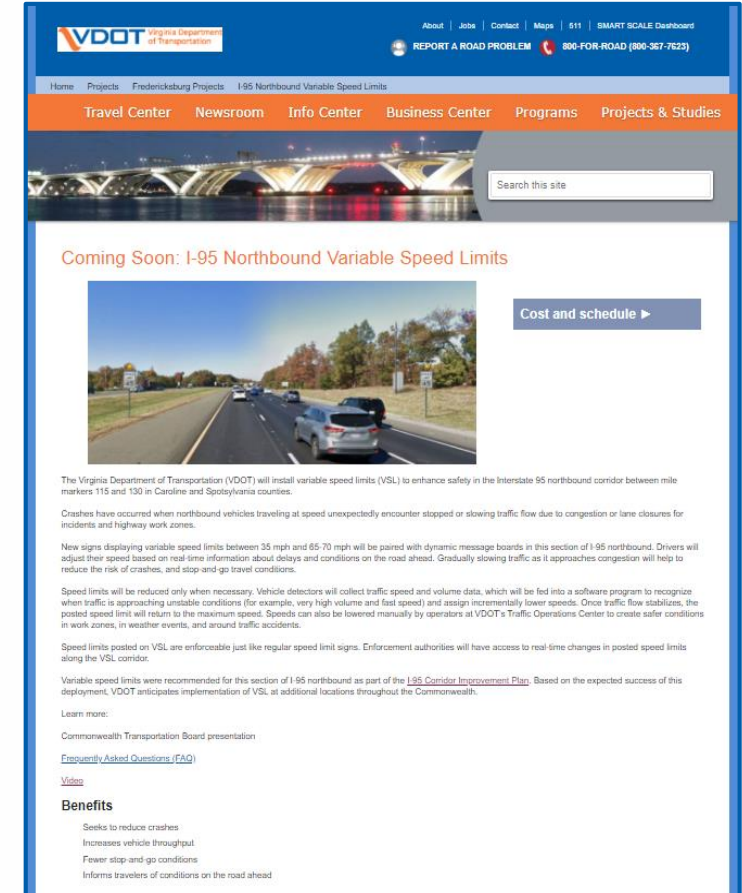 VDOT Virginia Department of Transportation
About | Jobs | Contact | Maps | 511 | SMART SCALE Dashboard
REPORT A ROAD PROBLEM 800-FOR-ROAD (800-367-7623)
Home Projects Fredericksburg Projects I-95 Northbound Variable Speed Limits
Travel Center Newsroom Info Center Business Center Programs Projects & Studies
Search this site
Coming Soon: I-95 Northbound Variable Speed Limits
Cost and schedule ►
The Virginia Department of Transportation (VDOT) will install variable speed limits (VSL) to enhance safety in the Interstate 95 northbound corridor between mile
markers 115 and 130 in Caroline and Spotsylvania counties.
Crashes have occurred when northbound vehicles traveling at speed unexpectedly encounter stopped or slowing traffic flow due to congestion or lane closures for
incidents and highway work zones.
New signs displaying variable speed limits between 35 mph and 65-70 mph will be paired with dynamic message boards in this section of I-95 northbound. Drivers will
adjust their speed based on real-time information about delays and conditions on the road ahead. Gradually slowing traffic as it approaches congestion will help to
reduce the risk of crashes, and stop-and-go travel conditions.
Speed limits will be reduced only when necessary. Vehicle detectors will collect traffic speed and volume data, which will be fed into a software program to recognize
when traffic is approaching unstable conditions (for example, very high volume and fast speed) and assign incrementally lower speeds. Once traffic flow stabilizes, the
posted speed limit will return to the maximum speed. Speeds can also be lowered manually by operators at VDOT's Traffic Operations Center to create safer conditions
in work zones, in weather events, and around traffic accidents.
Speed limits posted on VSL are enforceable just like regular speed limit signs. Enforcement authorities will have access to real-time changes in posted speed limits
along the VSL corridor.
Variable speed limits were recommended for this section of I-95 northbound as part of the I-95 Corridor Improvement Plan. Based on the expected success of this
deployment, VDOT anticipates implementation of VSL at additional locations throughout the Commonwealth.
Learn more:
Commonwealth Transportation Board presentation
Frequently Asked Questions (FAQ)
Video
Benefits
Seeks to reduce crashes
Increases vehicle throughput
Fewer stop-and-go conditions
Informs travelers of conditions on the road ahead